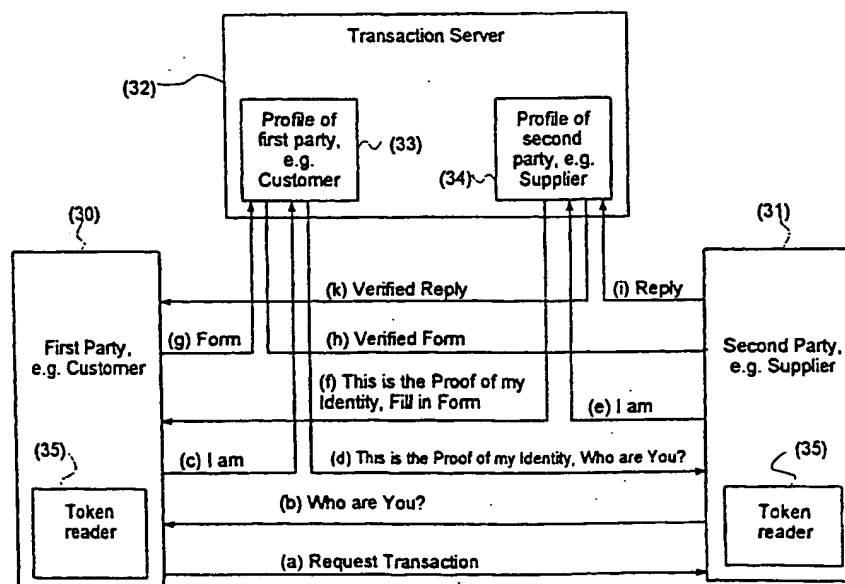 Transaction Server
(32)
Profile of
first party,
e.g.
Customer
(33)
Profile of
second
party, e.g.
Supplier
(34)
(30)
(31)
(k) Verified Reply
(i) Reply
First Party,
e.g. Customer
(g) Form
(h) Verified Form
Second Party,
e.g. Supplier
(f) This is the Proof of my
Identity, Fill in Form
(e) I am
(35)
(c) I am
(d) This is the Proof of my Identity, Who are You?
(35)
Token
reader
(b) Who are You?
Token
reader
(a) Request Transaction